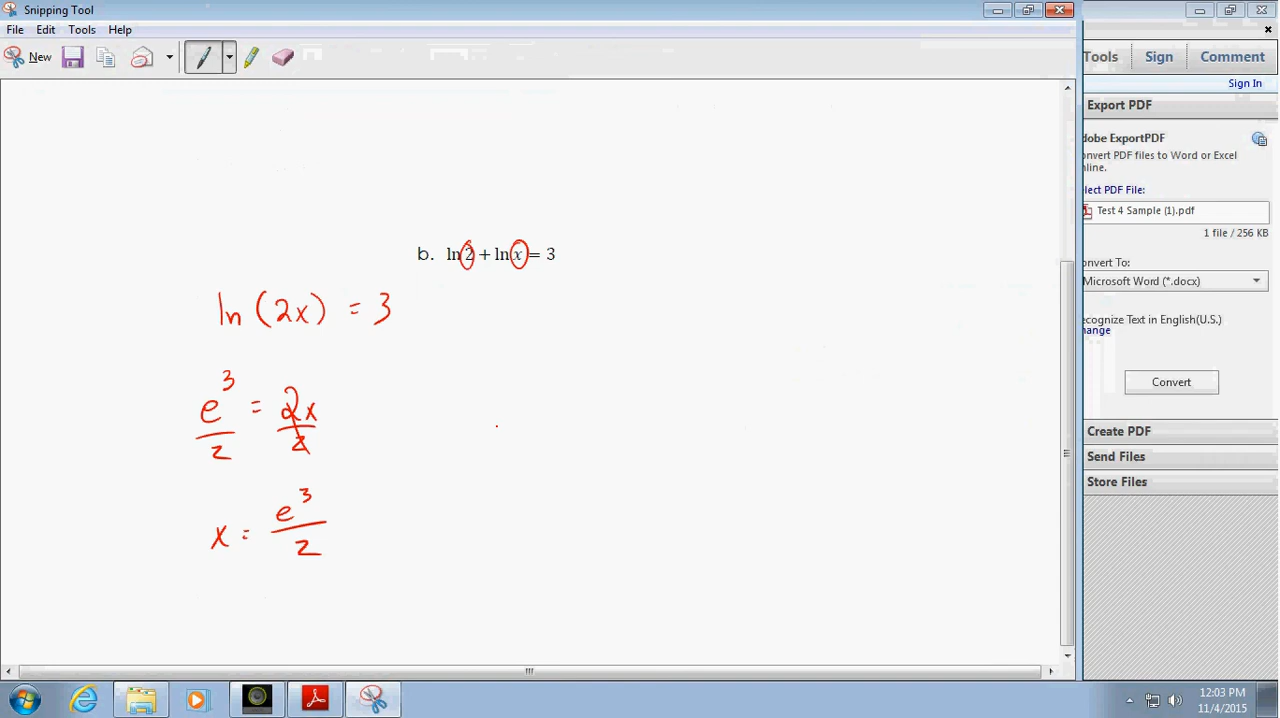 Snipping Tool
File Edit Tools Help
New
Tools Sign Comment
Sign In
Export PDF
dobe ExportPDF
onvert PDF files to Word or Excel
nline.
elect PDF File:
Test 4 Sample (1).pdf
1 file / 256 KB
onvert To:
Microsoft Word (*.docx)
ecognize Text in English(U.S.)
hange
Convert
Create PDF
Send Files
Store Files
b. ln 2 + ln x = 3
ln (2x) = 3
e^3/2 = 2x/2
x = e^3/2
12:03 PM
11/4/2015